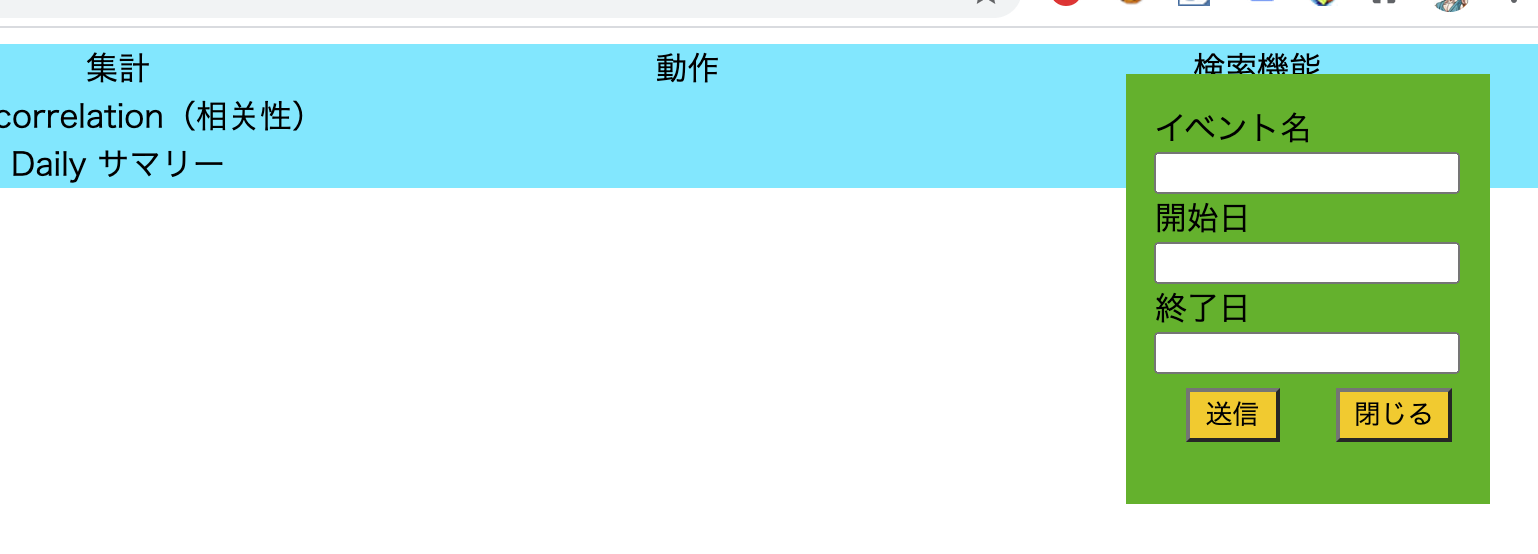 集計
動作
検索機能
correlation（相关性）
Daily サマリー
イベント名
開始日
終了日
送信
閉じる